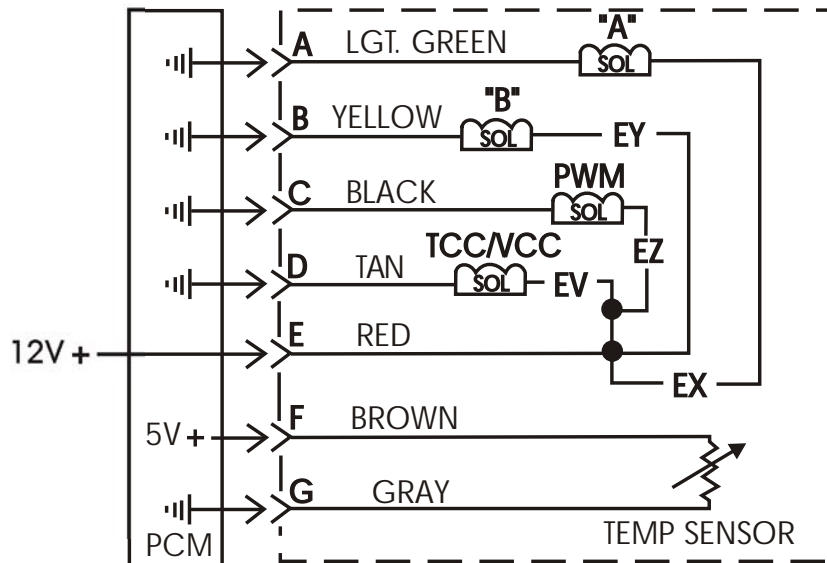 "A"
A LGT. GREEN
SOL
"B"
B YELLOW
SOL
EY
PWM
C BLACK
SOL
EZ
TCC/VCC
D TAN
SOL
EV
12V +
E RED
EX
5V +
F BROWN
G GRAY
TEMP SENSOR
PCM